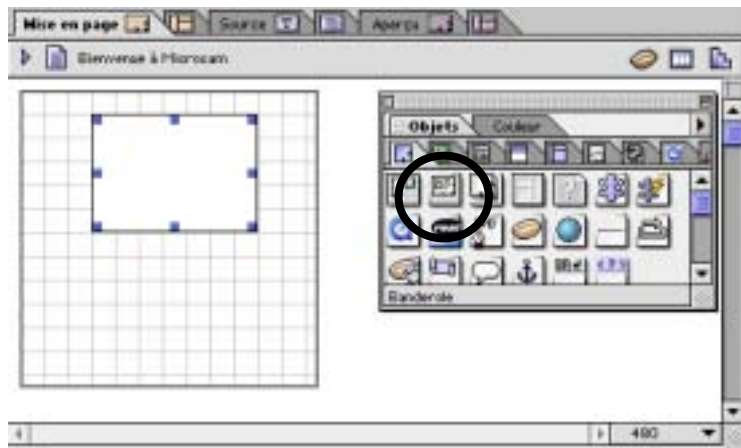 Mise en page Source Aperçu
Bienvenue à Microcam
Objets Couleur
Banderole
480